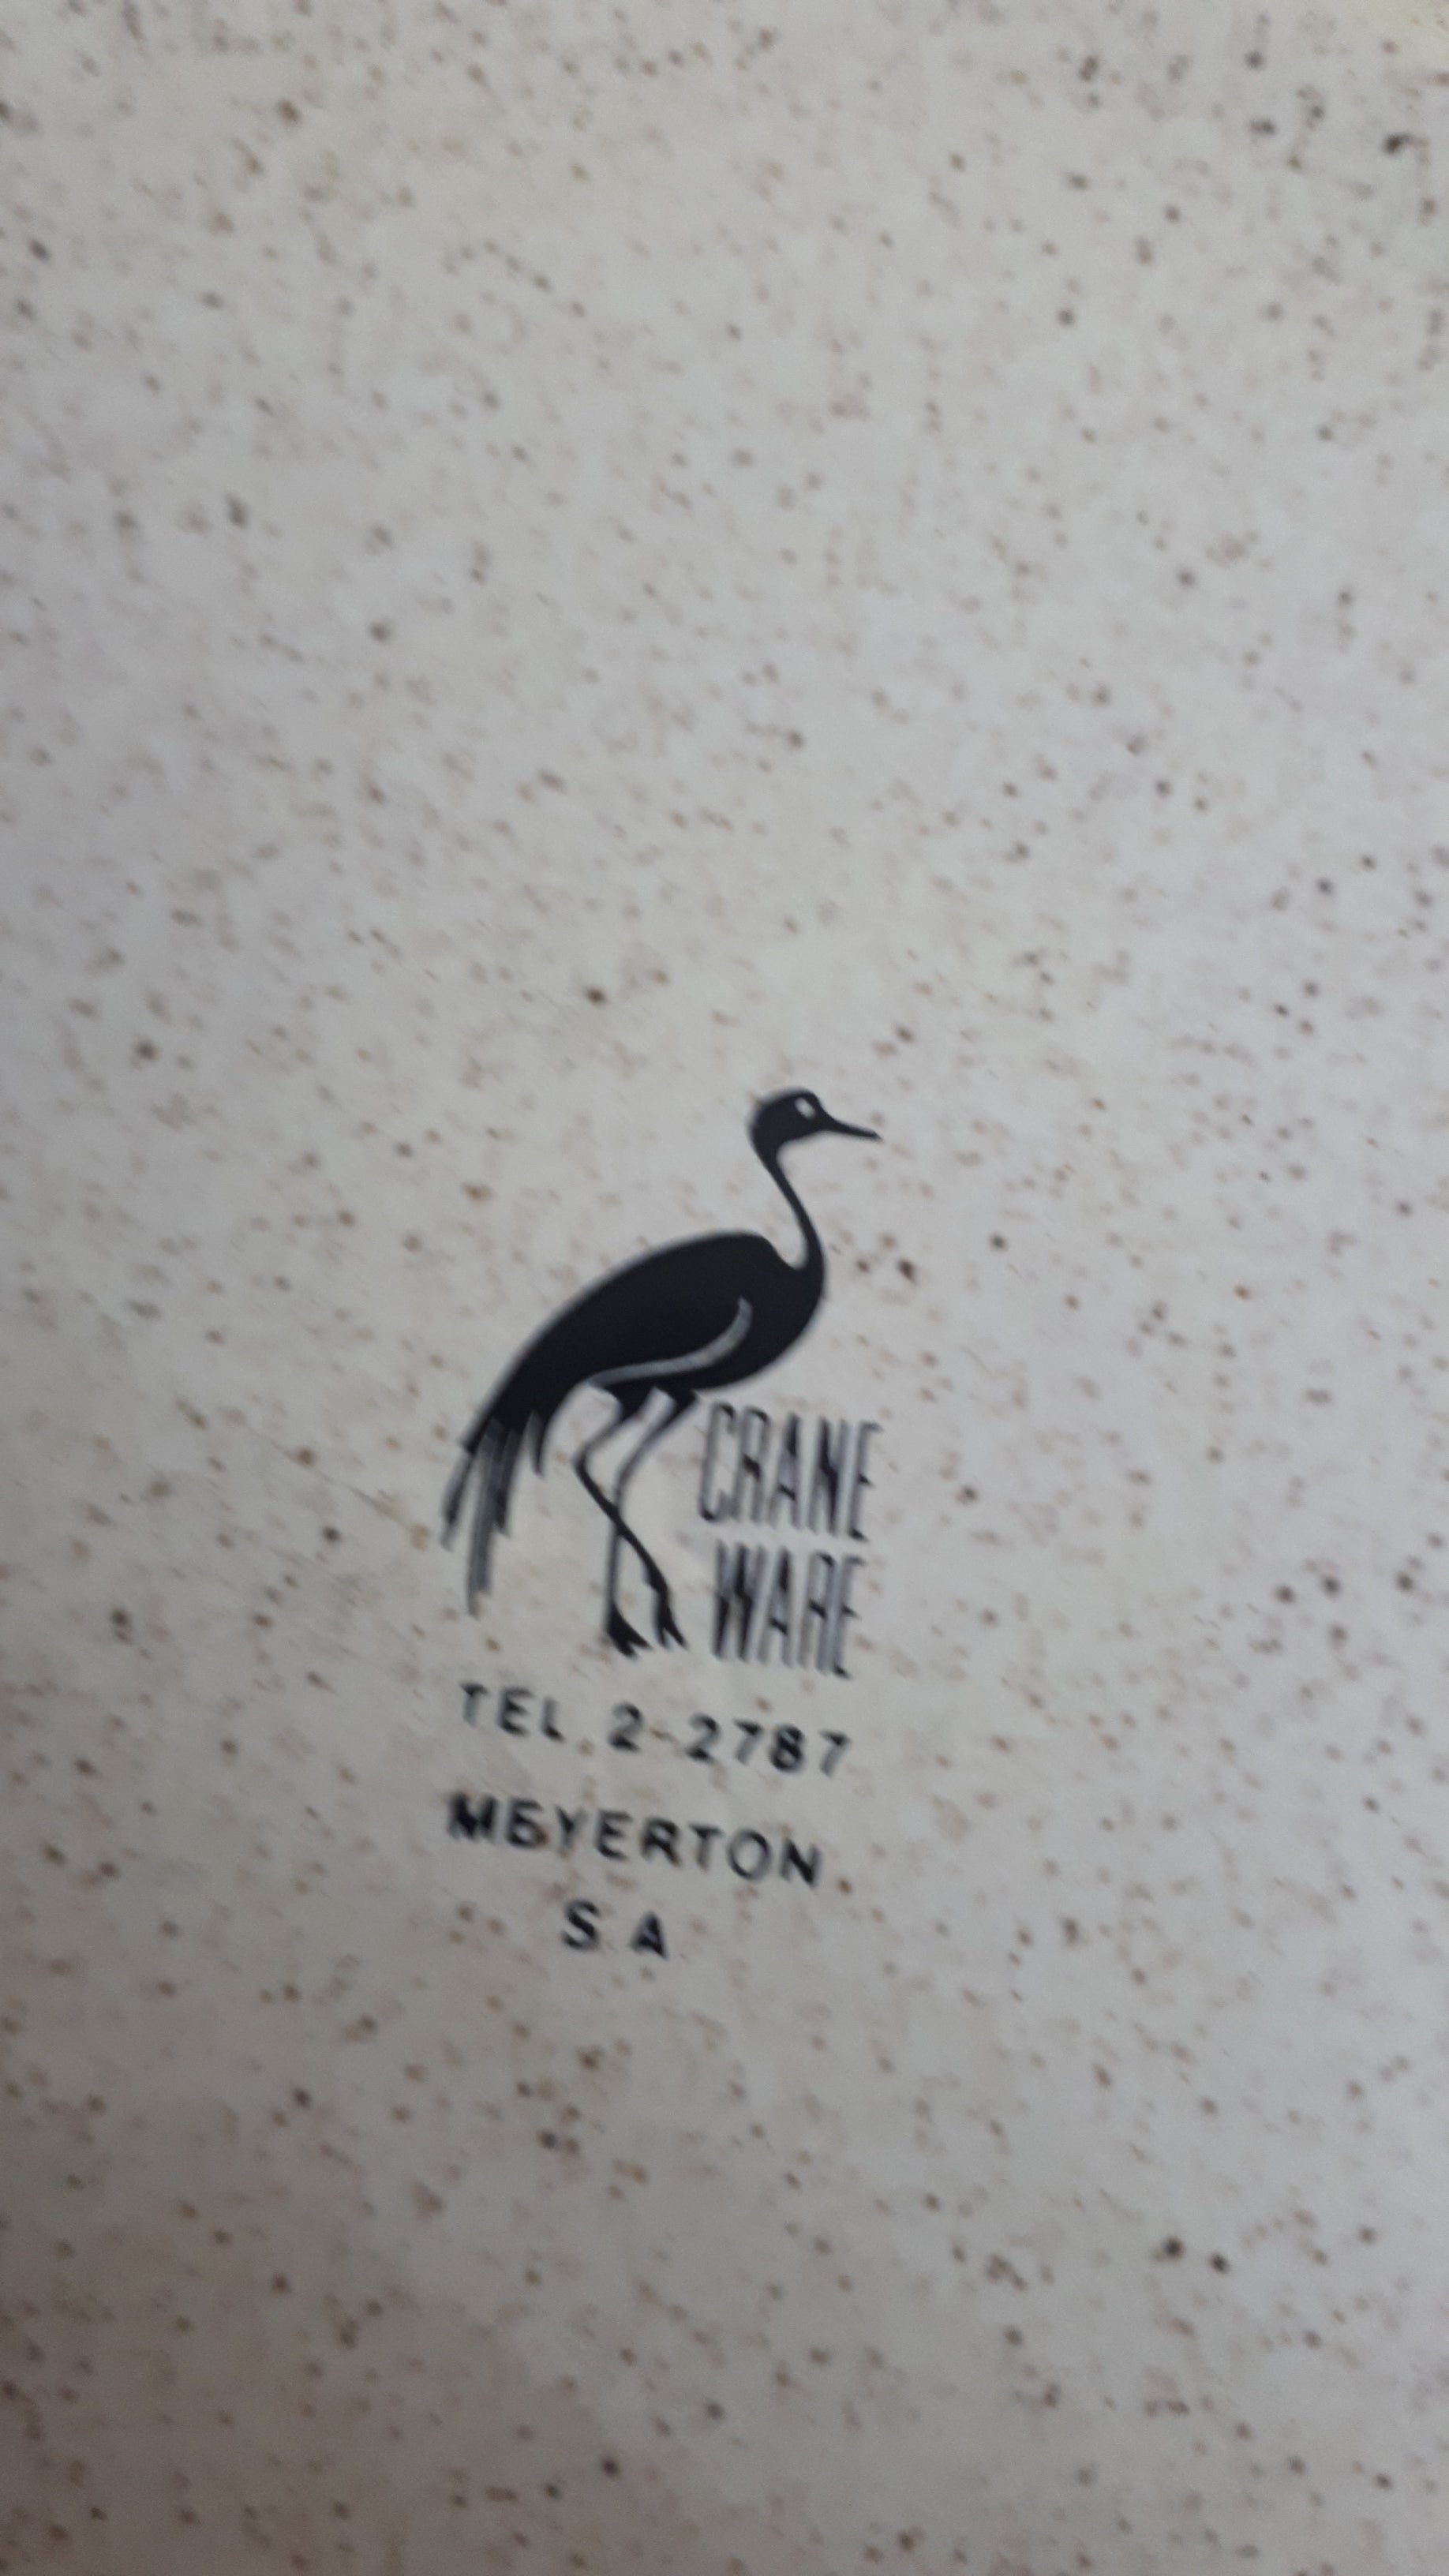 CRANE
WARE
TEL. 2-2787
MEYERTON.
S.A.